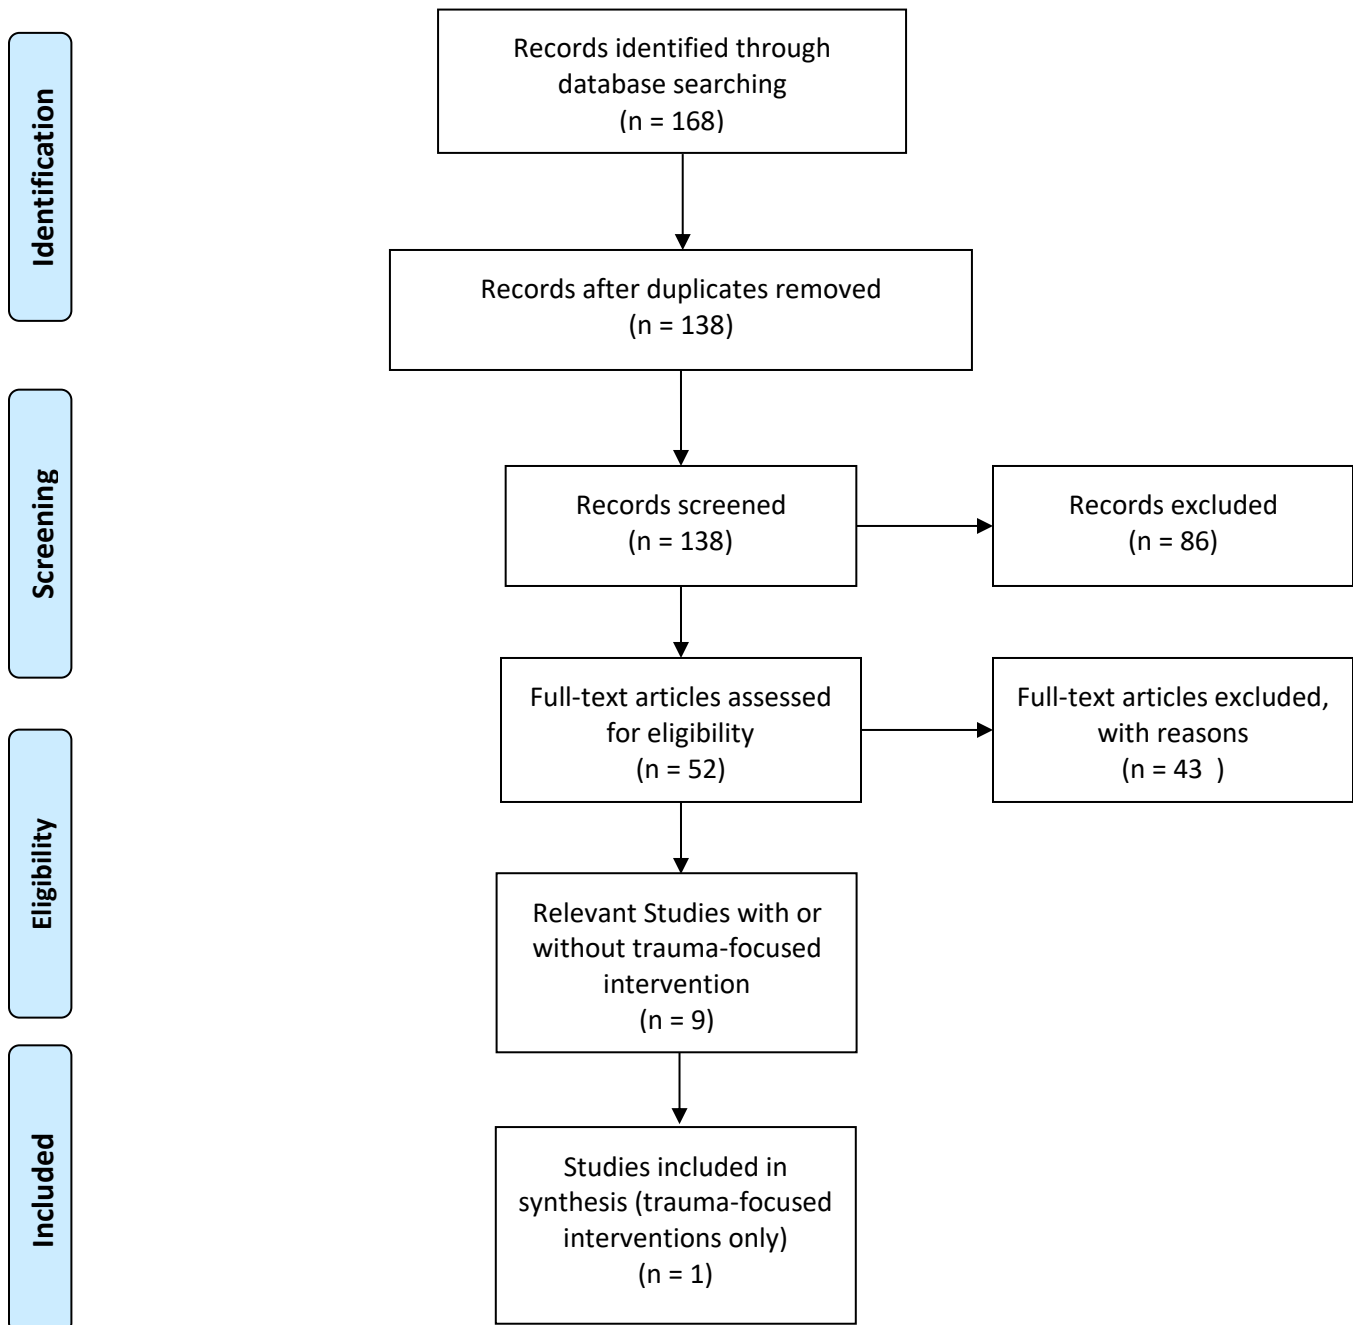 Identification
Records identified through
database searching
(n = 168)
Records after duplicates removed
(n = 138)
Screening
Records screened
(n = 138)
Records excluded
(n = 86)
Full-text articles assessed
for eligibility
(n = 52)
Full-text articles excluded,
with reasons
(n = 43  )
Eligibility
Relevant Studies with or
without trauma-focused
intervention
(n = 9)
Included
Studies included in
synthesis (trauma-focused
interventions only)
(n = 1)